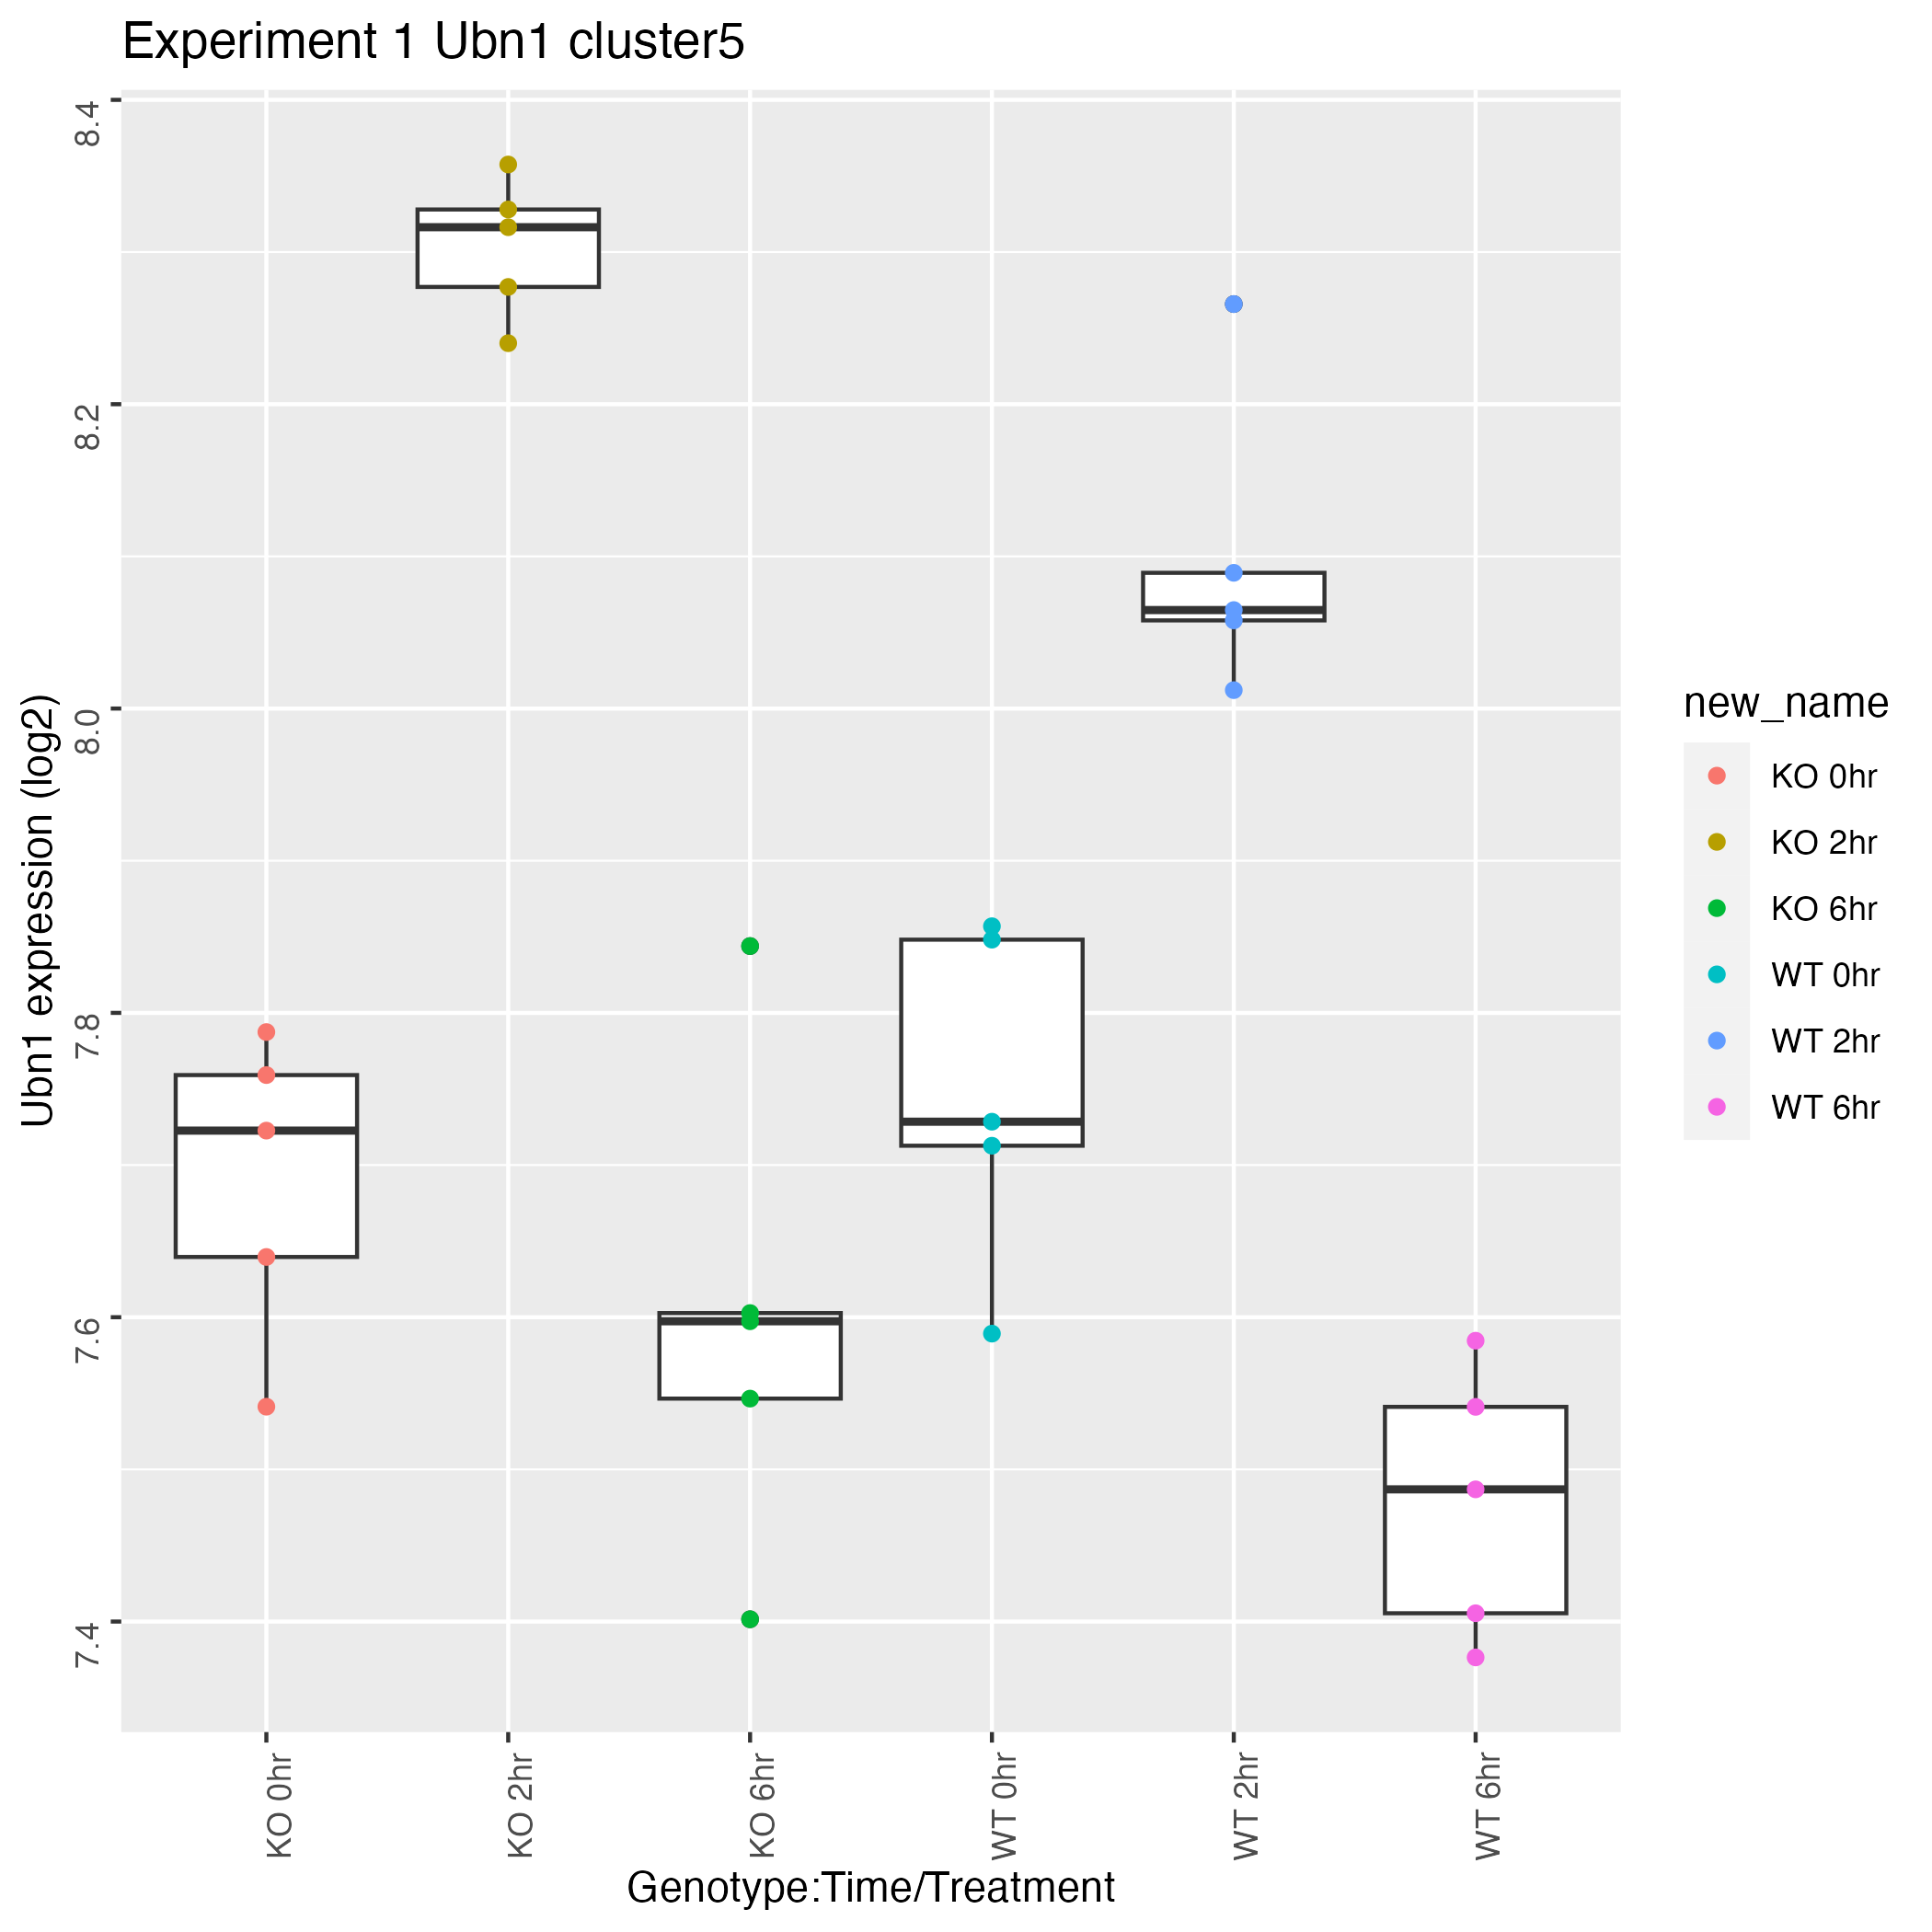 Experiment 1 Ubn1 cluster5
Ubn1 expression (log2)
8.4
8.2
8.0
7.8
7.6
7.4
KO 0hr
KO 2hr
KO 6hr
WT 0hr
WT 2hr
WT 6hr
Genotype:Time/Treatment
new_name
KO 0hr
KO 2hr
KO 6hr
WT 0hr
WT 2hr
WT 6hr